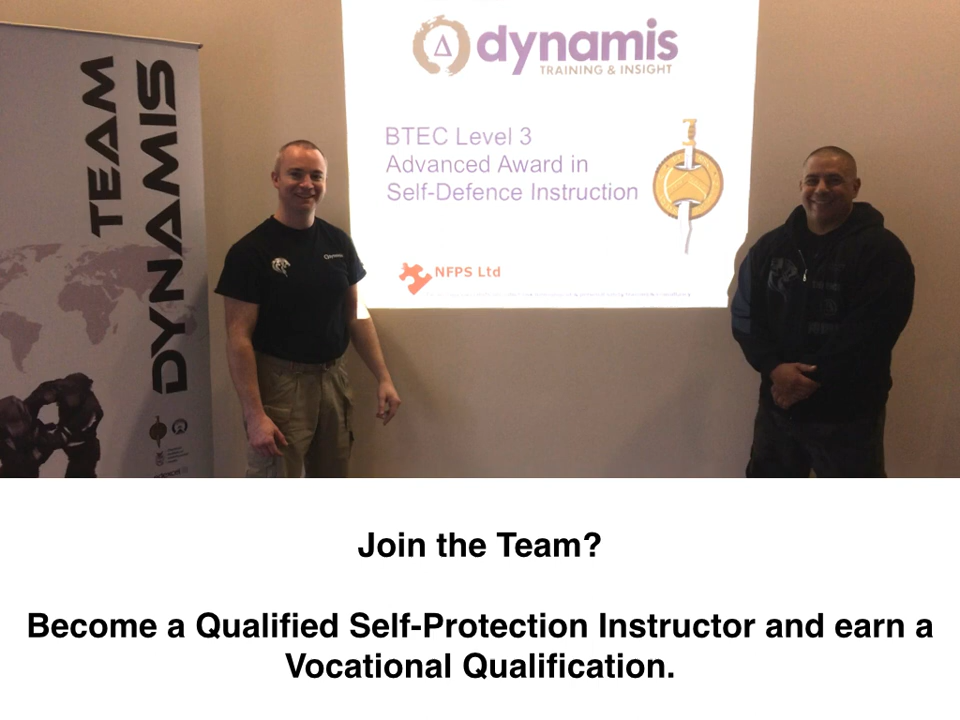 TEAM
DYNAMIS
dynamis
TRAINING & INSIGHT
BTEC Level 3
Advanced Award in
Self-Defence Instruction
NFPS Ltd
Dynamis
Join the Team?
Become a Qualified Self-Protection Instructor and earn a
Vocational Qualification.